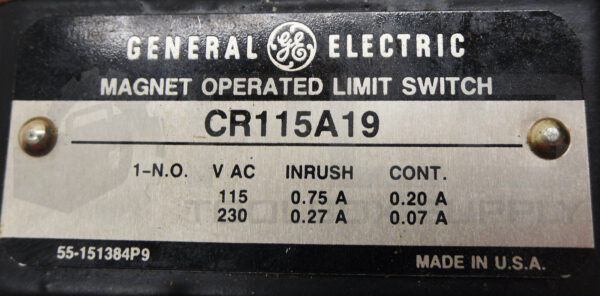 GENERAL GE ELECTRIC
MAGNET OPERATED LIMIT SWITCH
CR115A19
1-N.O. V AC INRUSH CONT.
115 0.75 A 0.20 A
230 0.27 A 0.07 A
55-151384P9
MADE IN U.S.A.